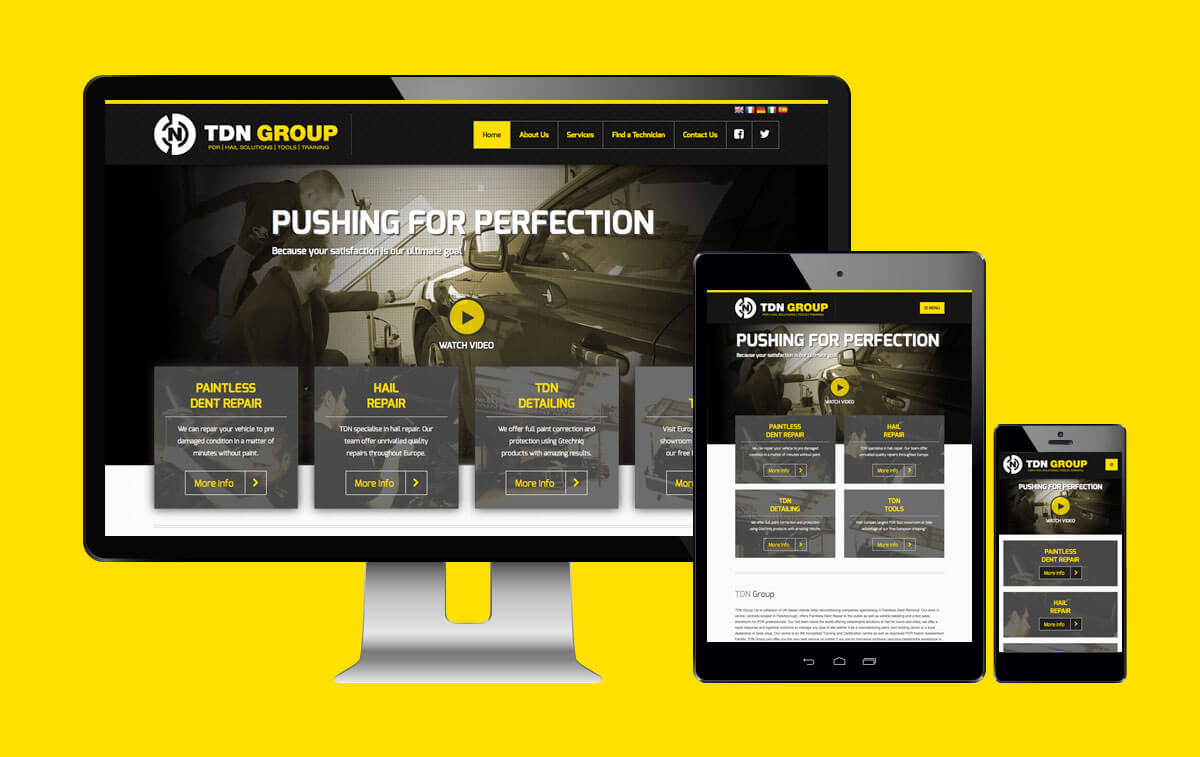 TDN GROUP
PDR | HAIL SOLUTIONS | TOOLS | TRAINING
Home
About Us
Services
Find a Technician
Contact Us
PUSHING FOR PERFECTION
Because your satisfaction is our ultimate goal
WATCH VIDEO
PAINTLESS
DENT REPAIR
We can repair your vehicle to pre
damaged condition in a matter of
minutes without paint.
More Info
HAIL
REPAIR
TDN specialise in hail repair. Our
team offer unrivalled quality
repairs throughout Europe.
More Info
TDN
DETAILING
We offer full paint correction and
protection using Gtechniq
products with amazing results.
More Info
Visit Europ
showroom
our free
TDN GROUP
PDR | HAIL SOLUTIONS | TOOLS | TRAINING
MENU
PUSHING FOR PERFECTION
Because your satisfaction is our ultimate goal
WATCH VIDEO
PAINTLESS
DENT REPAIR
We can repair your vehicle to pre damaged
condition in a matter of minutes without paint.
More Info
HAIL
REPAIR
TDN specialise in hail repair. Our team offer
unrivalled quality repairs throughout Europe
More Info
TDN
DETAILING
We offer full paint correction and protection
using Gtechniq products with amazing results.
More Info
TDN
TOOLS
More Info
TDN Group
TDN GROUP
PDR | HAIL SOLUTIONS | TOOLS | TRAINING
PUSHING FOR PERFECTION
WATCH VIDEO
PAINTLESS
DENT REPAIR
More Info
HAIL
REPAIR
More Info